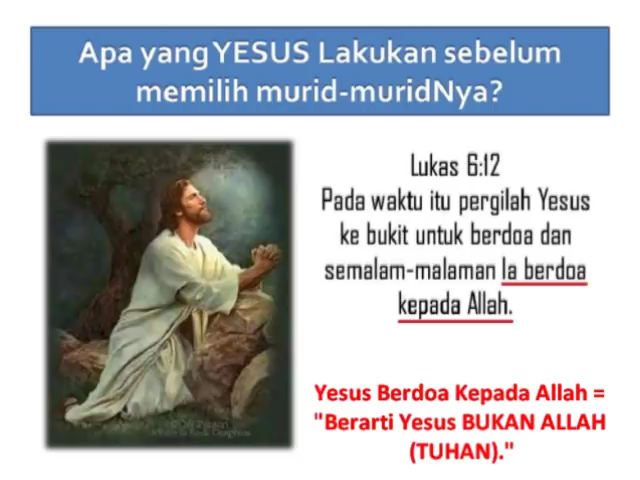 Apa yang YESUS Lakukan sebelum
memilih murid-muridNya?
Lukas 6:12
Pada waktu itu pergilah Yesus
ke bukit untuk berdoa dan
semalam-malaman Ia berdoa
kepada Allah.
Yesus Berdoa Kepada Allah =
"Berarti Yesus BUKAN ALLAH
(TUHAN)."